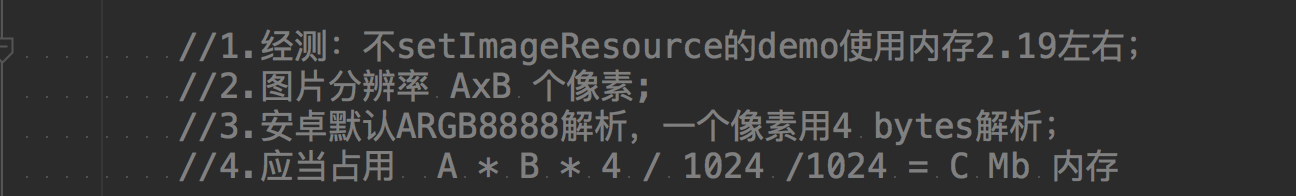 //1.经测：不setImageResource的demo使用内存2.19左右；
//2.图片分辨率 AxB 个像素;
//3.安卓默认ARGB8888解析，一个像素用4 bytes解析；
//4.应当占用  A * B * 4 / 1024 /1024 = C Mb 内存